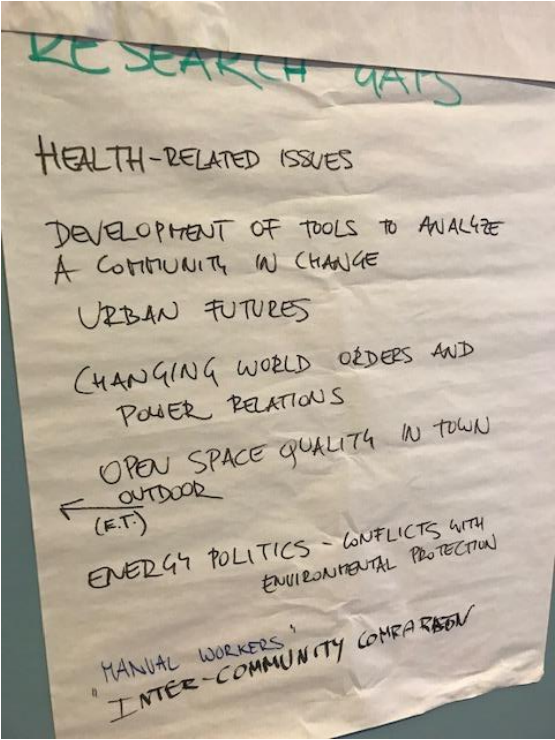 RESEARCH GAPS
HEALTH-RELATED ISSUES
DEVELOPMENT OF TOOLS TO ANALYZE
A COMMUNITY IN CHANGE
URBAN FUTURES
CHANGING WORLD ORDERS AND
POWER RELATIONS
OPEN SPACE QUALITY IN TOWN
OUTDOOR
(E.T.)
ENERGY POLITICS - CONFLICTS WITH
ENVIRONMENTAL PROTECTION
MANUAL WORKERS"
"INTER-COMMUNITY COMPARISON